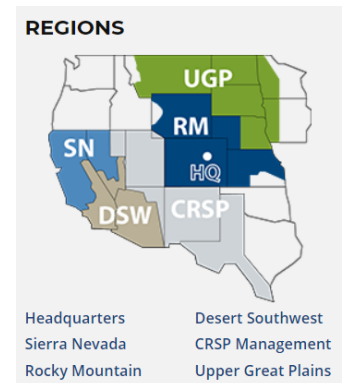 REGIONS
UGP
RM
SN
HQ
DSW CRSP
Headquarters
Desert Southwest
Sierra Nevada
CRSP Management
Rocky Mountain
Upper Great Plains